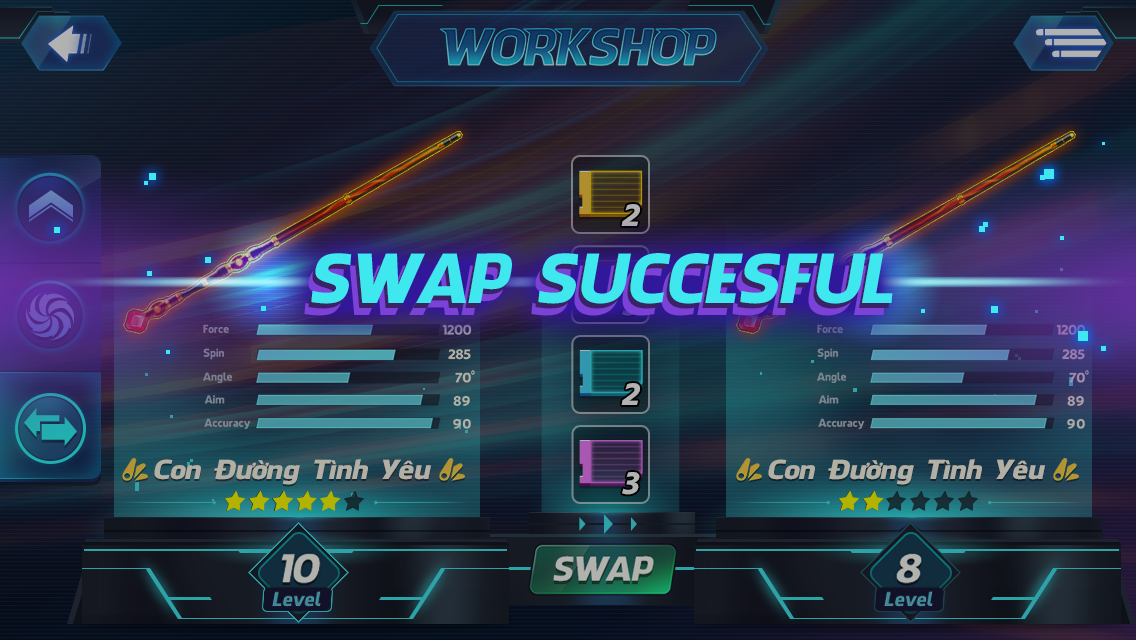 WORKSHOP
2
SWAP SUCCESFUL
Force 1200
Spin 285
Angle 70°
Aim 89
Accuracy 90
Con Đường Tình Yêu
Force 1200
Spin 285
Angle 70°
Aim 89
Accuracy 90
Con Đường Tình Yêu
2
3
10
Level
SWAP
8
Level